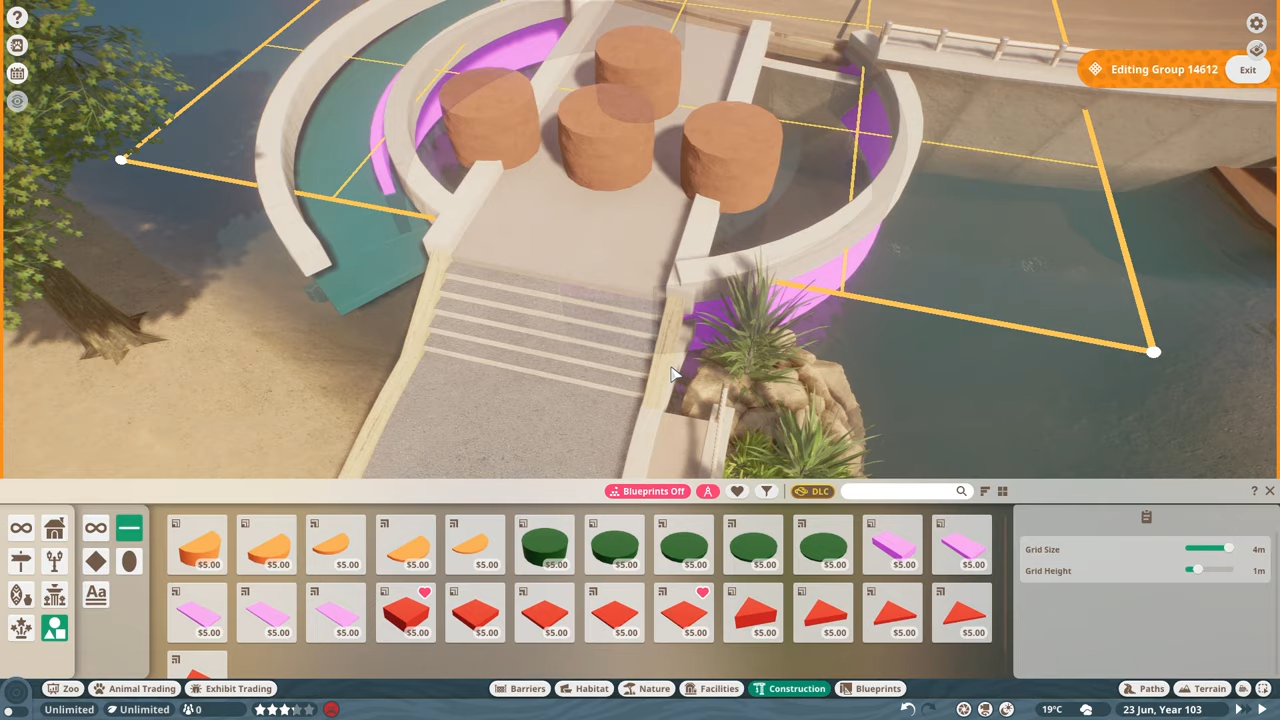 ?
Editing Group 14612 Exit
Blueprints Off DLC ? ✕
$5.00 $5.00 $5.00 $5.00 $5.00 $5.00 $5.00 $5.00 $5.00 $5.00 $5.00 $5.00
Grid Size 4m
Grid Height 1m
Aa
$5.00 $5.00 $5.00 $5.00 $5.00 $5.00 $5.00 $5.00 $5.00 $5.00 $5.00 $5.00
Zoo Animal Trading Exhibit Trading Barriers Habitat Nature Facilities Construction Blueprints Paths Terrain
Unlimited Unlimited 0 19°C 23 Jun, Year 103